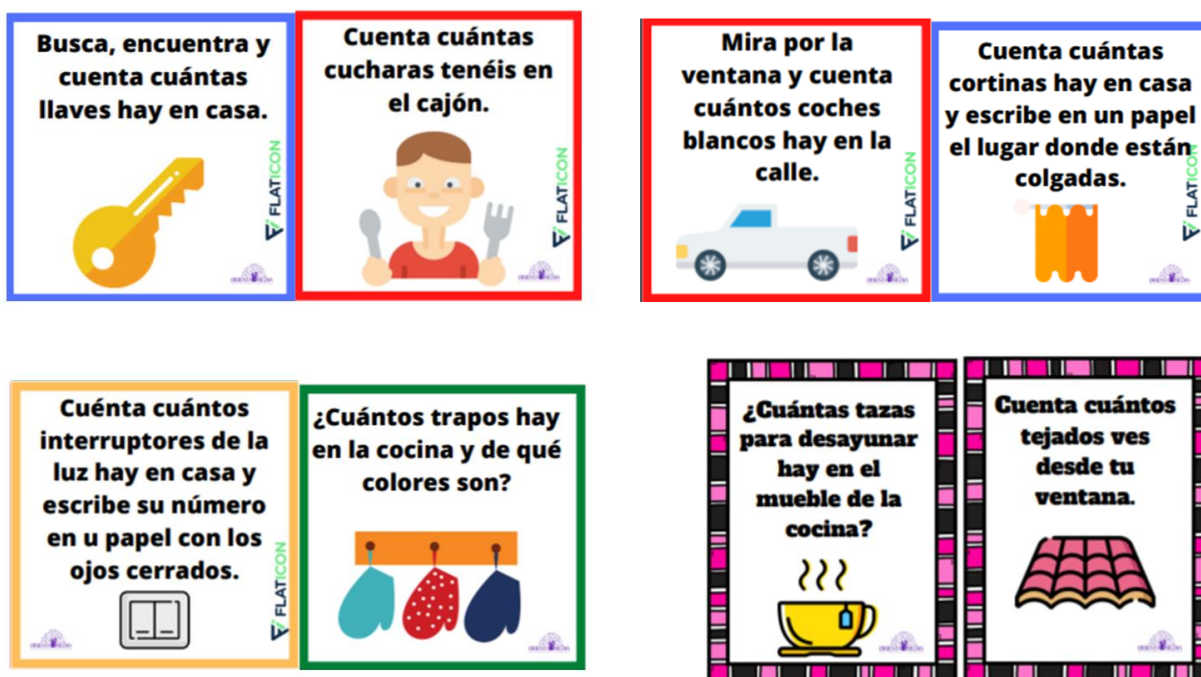 Busca, encuentra y
cuenta cuántas
llaves hay en casa.
FLATICON
Cuenta cuántas
cucharas tenéis en
el cajón.
FLATICON
Mira por la
ventana y cuenta
cuántos coches
blancos hay en la
calle.
FLATICON
Cuenta cuántas
cortinas hay en casa
y escribe en un papel
el lugar donde están
colgadas.
FLATICON
Cuénta cuántos
interruptores de la
luz hay en casa y
escribe su número
en u papel con los
ojos cerrados.
FLATICON
¿Cuántos trapos hay
en la cocina y de qué
colores son?
¿Cuántas tazas
para desayunar
hay en el
mueble de la
cocina?
Cuenta cuántos
tejados ves
desde tu
ventana.